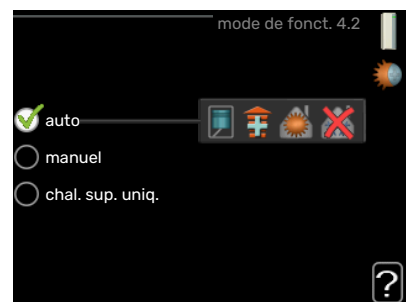 mode de fonct. 4.2
auto
manuel
chal. sup. uniq.
?